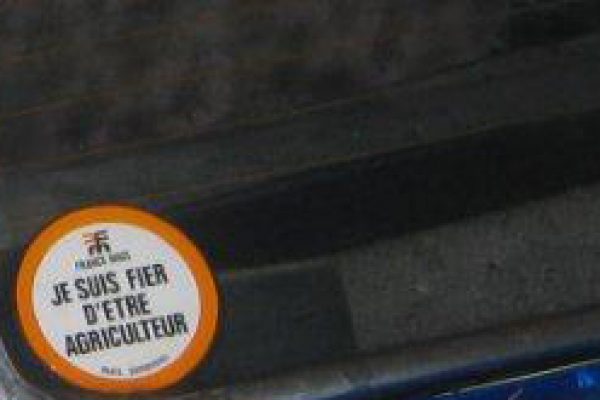 JE SUIS FIER
D'ETRE
AGRICULTEUR